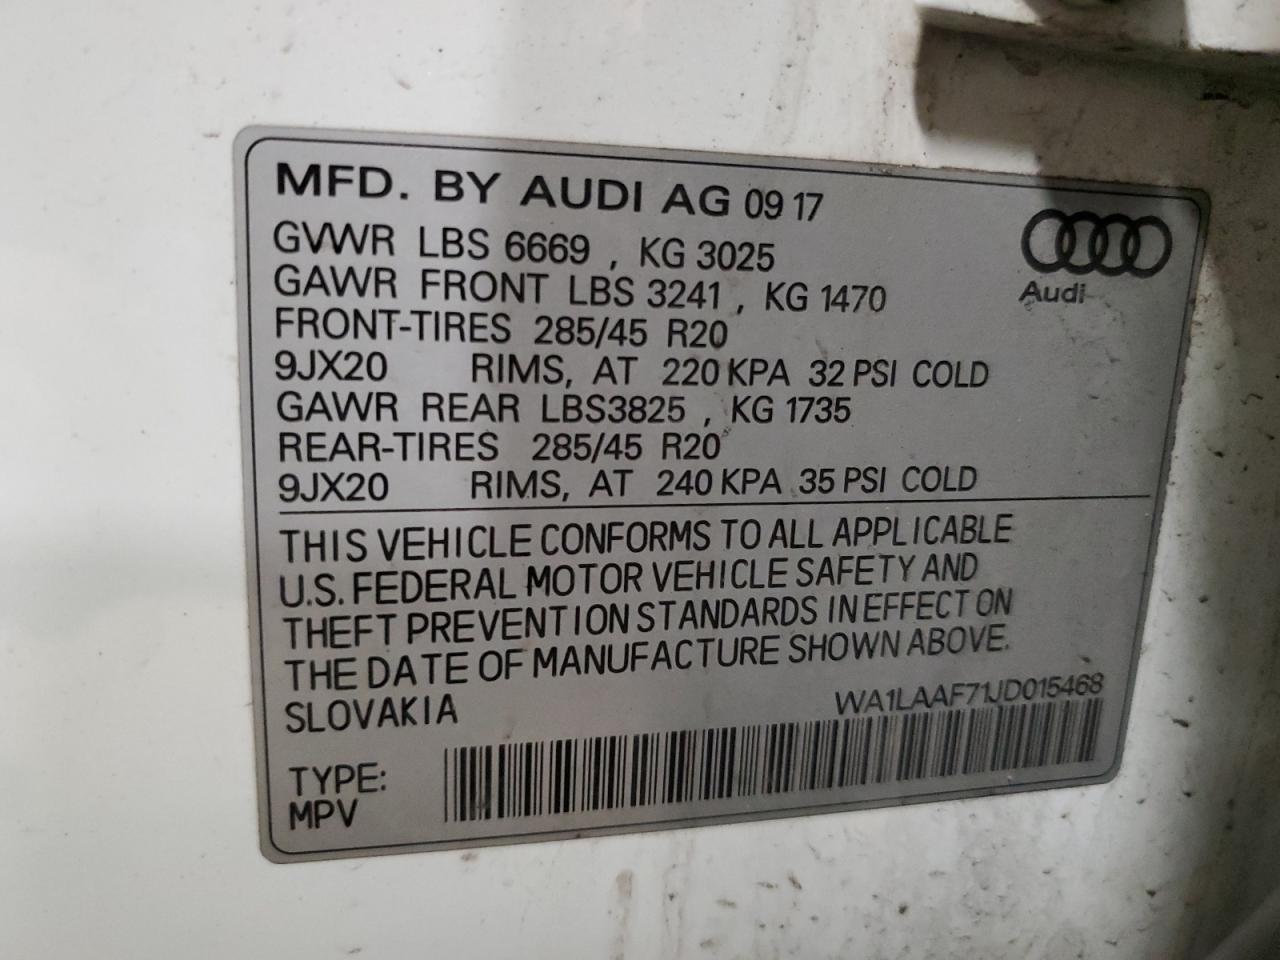 MFD. BY AUDI AG 09 17
GVWR LBS 6669 , KG 3025
GAWR FRONT LBS 3241 , KG 1470
Audi
FRONT-TIRES 285/45 R20
9JX20 RIMS, AT 220 KPA 32 PSI COLD
GAWR REAR LBS3825 , KG 1735
REAR-TIRES 285/45 R20
9JX20 RIMS, AT 240 KPA 35 PSI COLD
THIS VEHICLE CONFORMS TO ALL APPLICABLE
U.S. FEDERAL MOTOR VEHICLE SAFETY AND
THEFT PREVENTION STANDARDS IN EFFECT ON
THE DATE OF MANUFACTURE SHOWN ABOVE.
SLOVAKIA WA1LAAF71JD015468
TYPE:
MPV